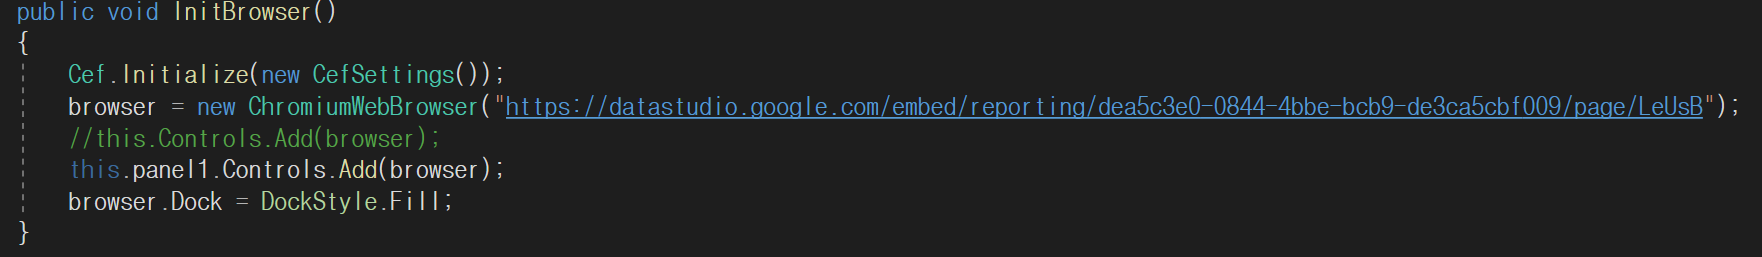 public void InitBrowser()
{
Cef.Initialize(new CefSettings());
browser = new ChromiumWebBrowser("https://datastudio.google.com/embed/reporting/dea5c3e0-0844-4bbe-bcb9-de3ca5cbf009/page/LeUsB");
//this.Controls.Add(browser);
this.panel1.Controls.Add(browser);
browser.Dock = DockStyle.Fill;
}